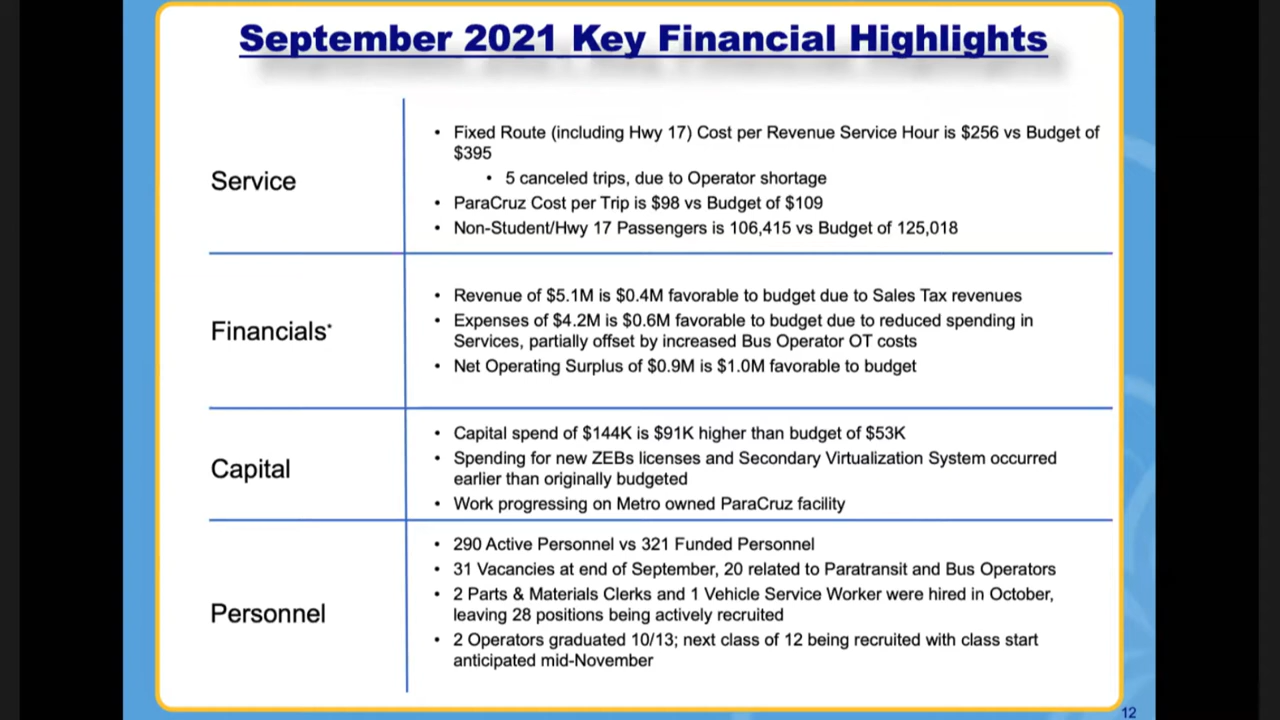 September 2021 Key Financial Highlights
Service
• Fixed Route (including Hwy 17) Cost per Revenue Service Hour is $256 vs Budget of
$395
• 5 canceled trips, due to Operator shortage
• ParaCruz Cost per Trip is $98 vs Budget of $109
• Non-Student/Hwy 17 Passengers is 106,415 vs Budget of 125,018
Financials*
• Revenue of $5.1M is $0.4M favorable to budget due to Sales Tax revenues
• Expenses of $4.2M is $0.6M favorable to budget due to reduced spending in
Services, partially offset by increased Bus Operator OT costs
• Net Operating Surplus of $0.9M is $1.0M favorable to budget
Capital
• Capital spend of $144K is $91K higher than budget of $53K
• Spending for new ZEBs licenses and Secondary Virtualization System occurred
earlier than originally budgeted
• Work progressing on Metro owned ParaCruz facility
Personnel
• 290 Active Personnel vs 321 Funded Personnel
• 31 Vacancies at end of September, 20 related to Paratransit and Bus Operators
• 2 Parts & Materials Clerks and 1 Vehicle Service Worker were hired in October,
leaving 28 positions being actively recruited
• 2 Operators graduated 10/13; next class of 12 being recruited with class start
anticipated mid-November
12